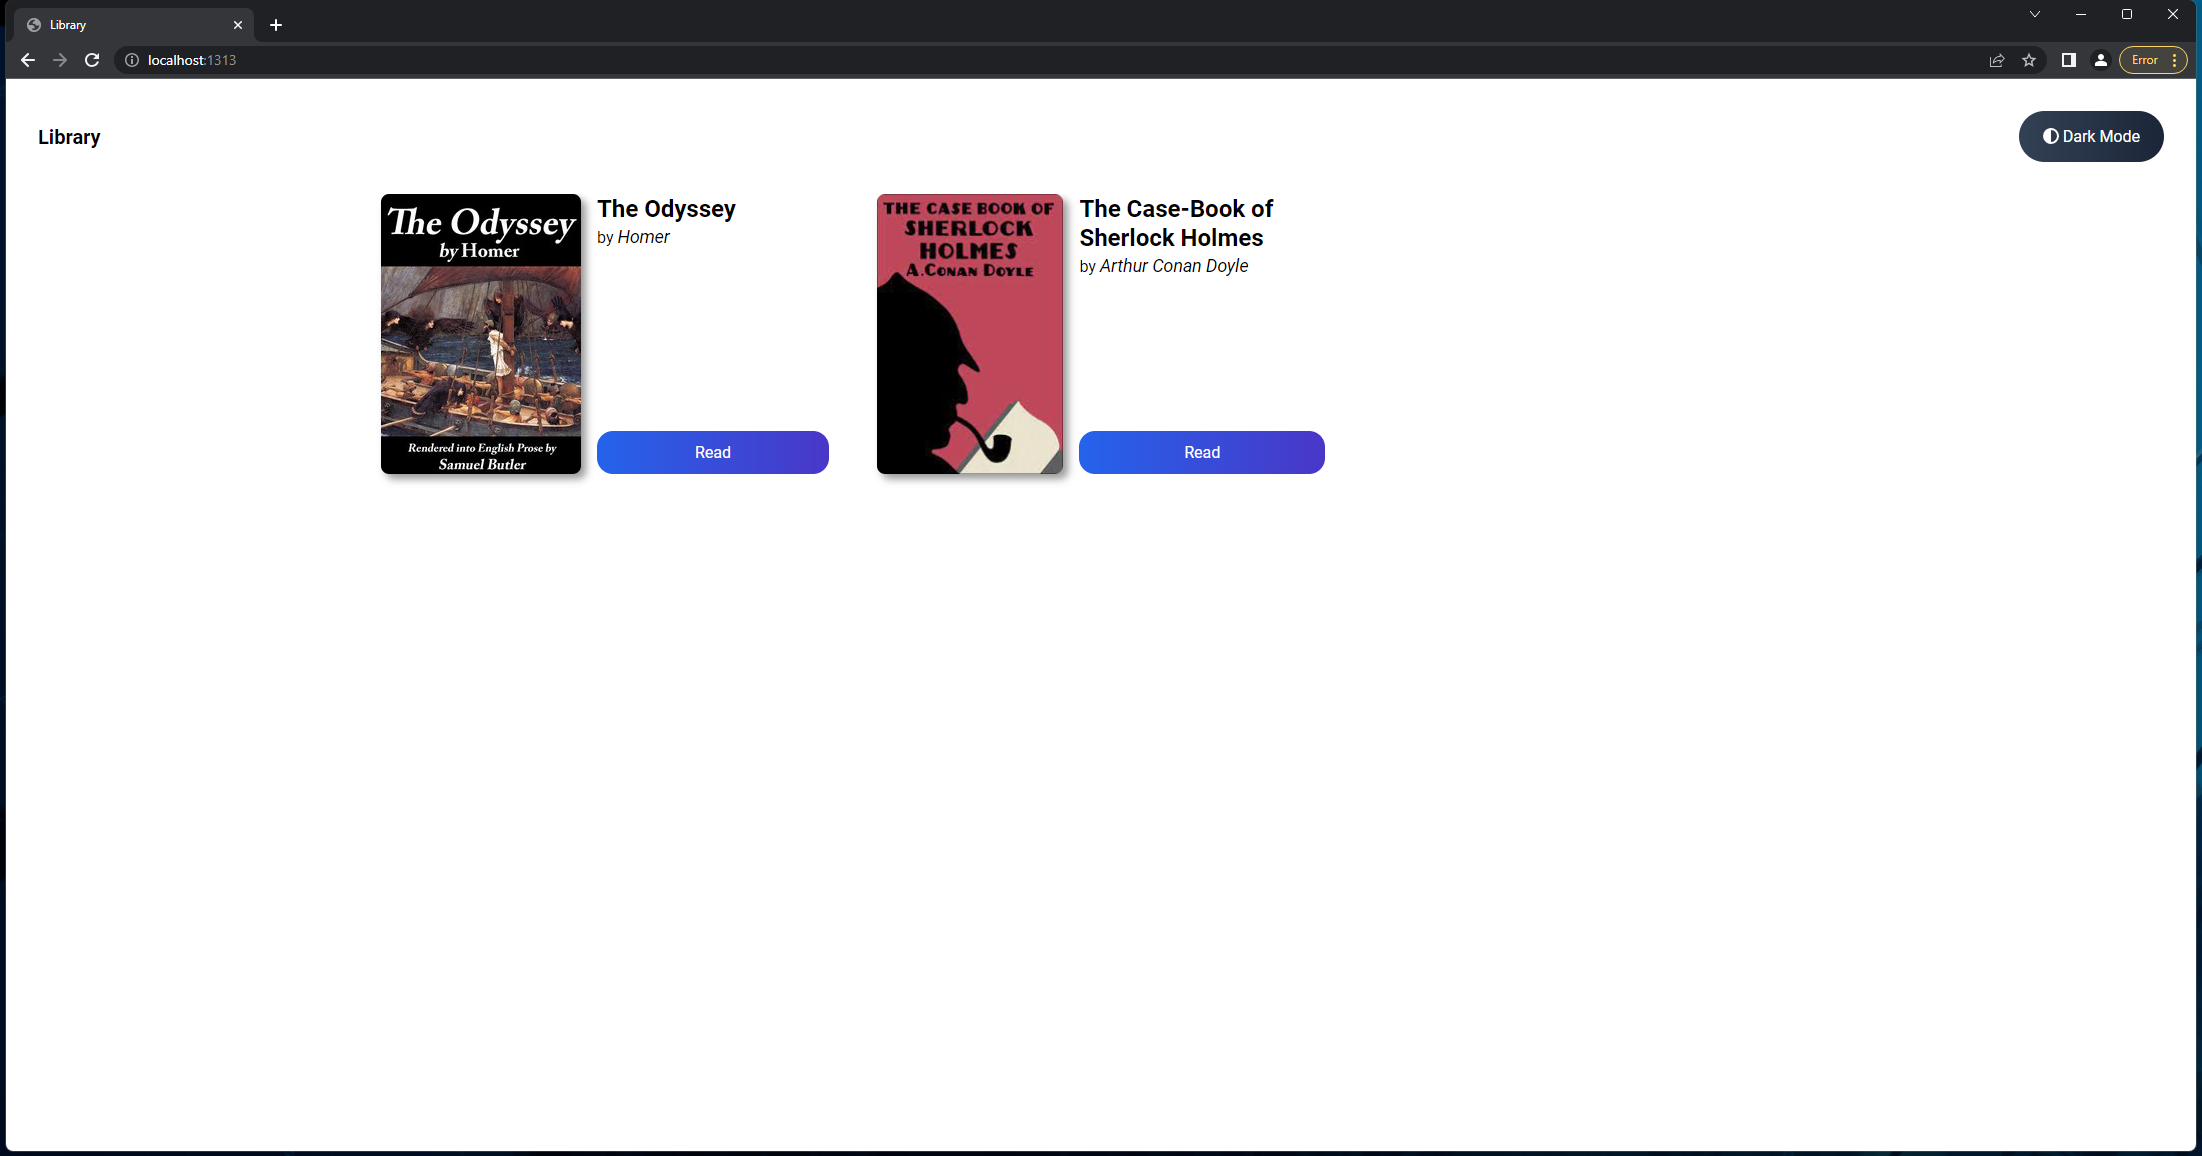 Library
localhost:1313
Error
Library
Dark Mode
The Odyssey
by Homer
Rendered into English Prose by
Samuel Butler
The Odyssey
by Homer
Read
THE CASE BOOK OF
SHERLOCK
HOLMES
A. CONAN DOYLE
The Case-Book of
Sherlock Holmes
by Arthur Conan Doyle
Read